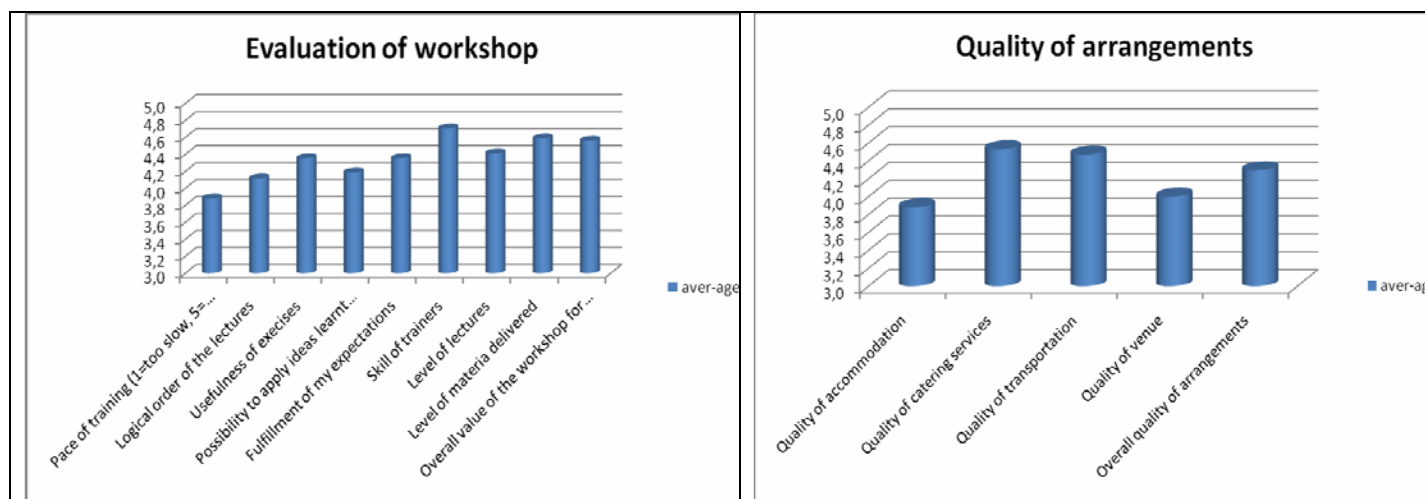 Evaluation of workshop
5,0
4,8
4,6
4,4
4,2
4,0
3,8
3,6
3,4
3,2
3,0
Pace of training (1=too slow, 5=...
Logical order of the lectures
Usefulness of execises
Possibility to apply ideas learnt...
Fulfillment of my expectations
Skill of trainers
Level of lectures
Level of materia delivered
Overall value of the workshop for...
aver-age
Quality of arrangements
5,0
4,8
4,6
4,4
4,2
4,0
3,8
3,6
3,4
3,2
3,0
Quality of accommodation
Quality of catering services
Quality of transportation
Quality of venue
Overall quality of arrangements
aver-ag